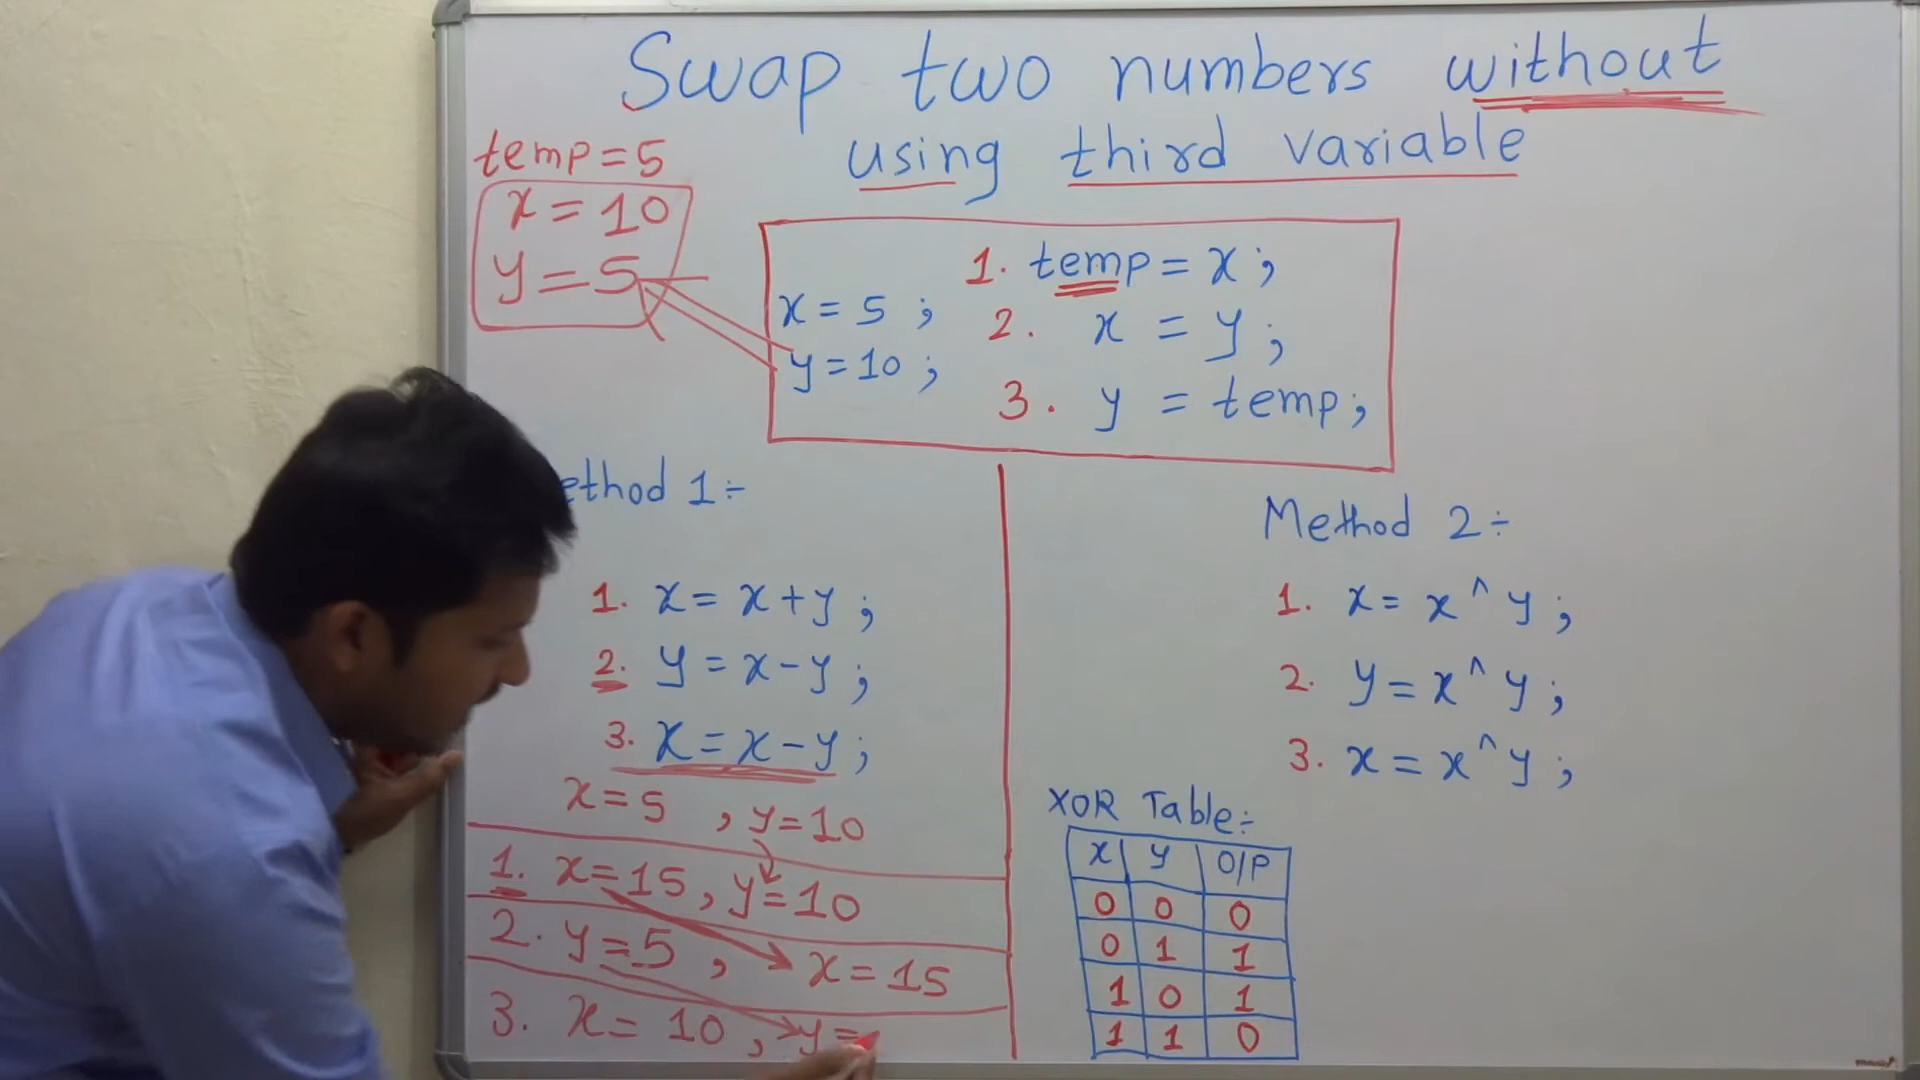 Swap two numbers without
using third variable
temp=5
x=10
y=5
x=5;
y=10;
1. temp=x;
2. x=y;
3. y=temp;
ethod 1:-
1. x=x+y;
2. y=x-y;
3. x=x-y;
x=5, y=10
1. x=15, y=10
2. y=5, x=15
3. x=10, y=
Method 2:-
1. x=x^y;
2. y=x^y;
3. x=x^y;
XOR Table:-
x y O/P
0 0 0
0 1 1
1 0 1
1 1 0